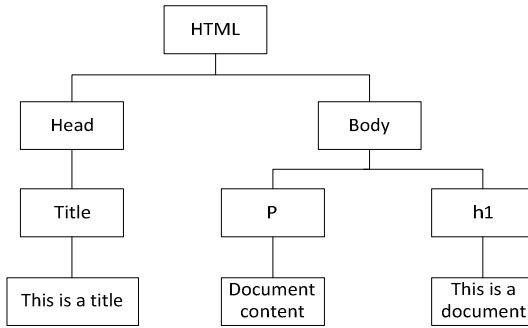 HTML
Head
Body
Title
P
h1
This is a title
Document
content
This is a
document